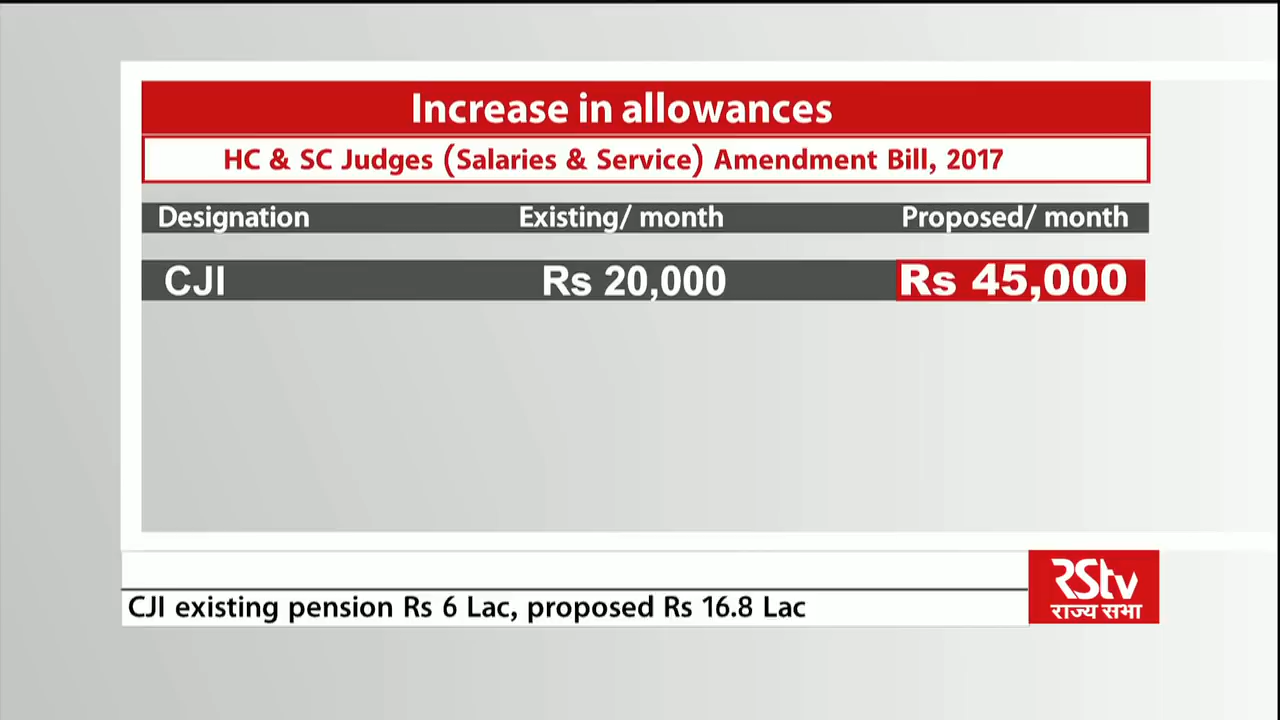 Increase in allowances
HC & SC Judges (Salaries & Service) Amendment Bill, 2017
Designation Existing/ month Proposed/ month
CJI Rs 20,000 Rs 45,000
CJI existing pension Rs 6 Lac, proposed Rs 16.8 Lac
RStv
राज्य सभा